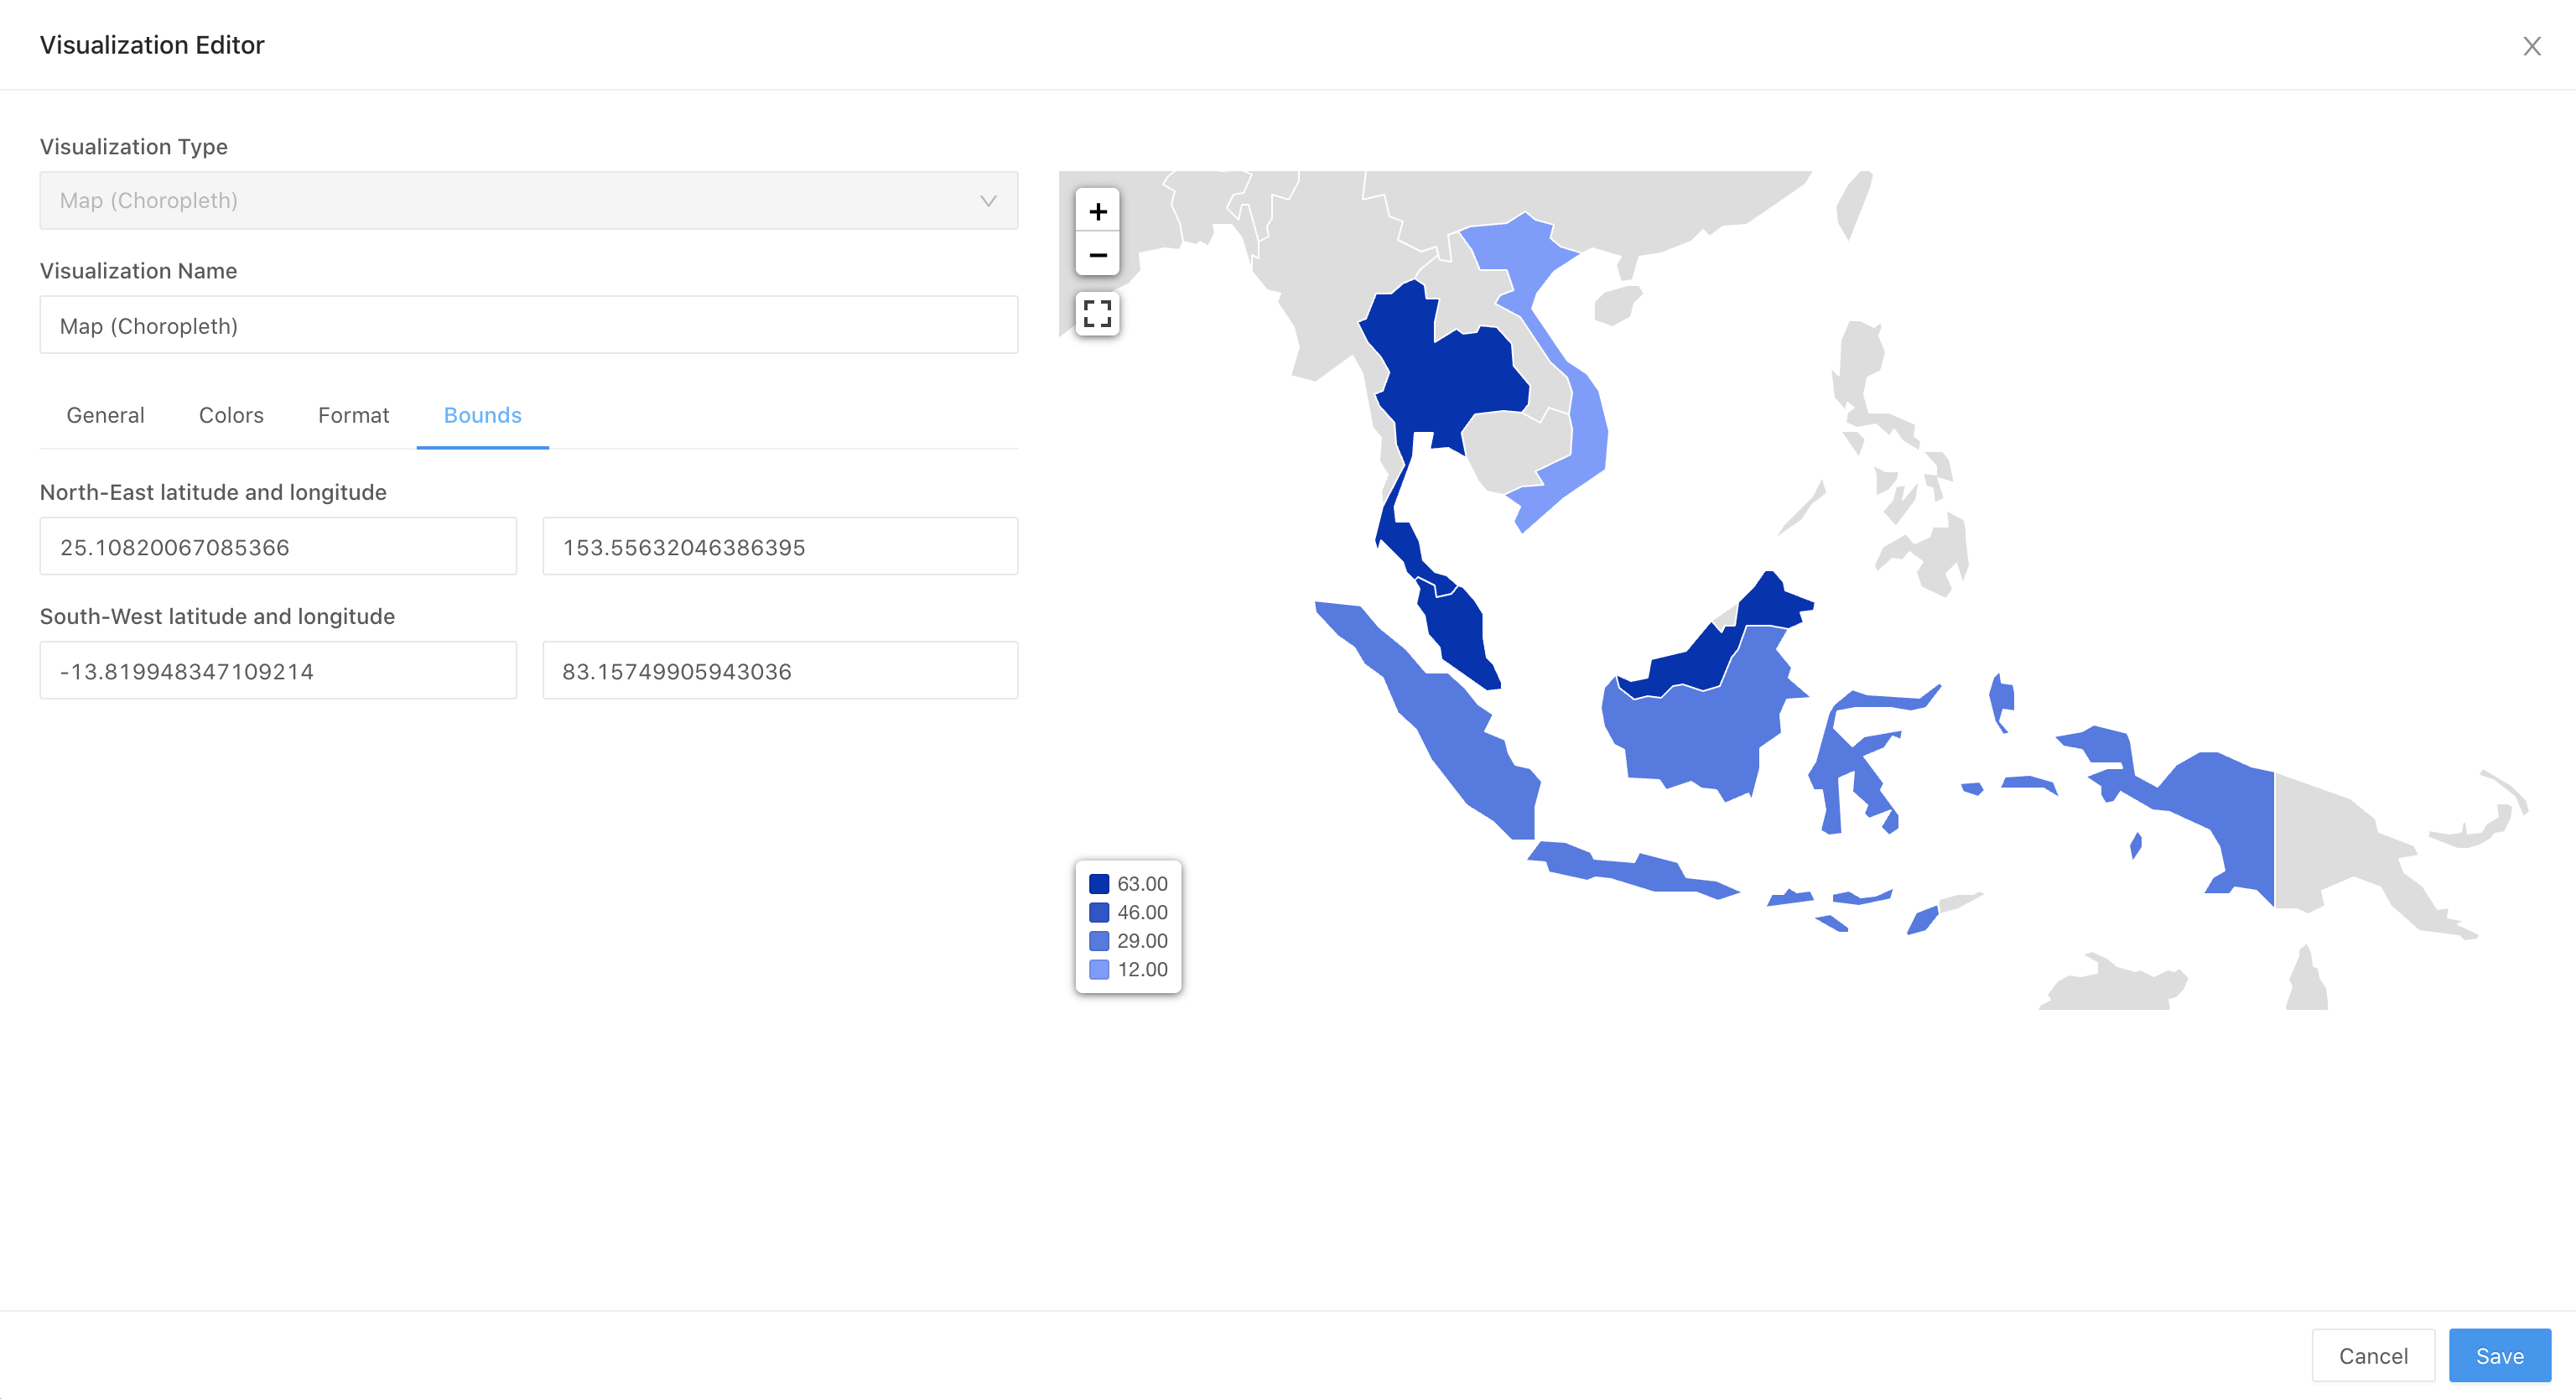 Visualization Editor
Visualization Type
Map (Choropleth)
Visualization Name
Map (Choropleth)
General Colors Format Bounds
North-East latitude and longitude
25.10820067085366 153.55632046386395
South-West latitude and longitude
-13.819948347109214 83.15749905943036
+
−
63.00
46.00
29.00
12.00
Cancel Save